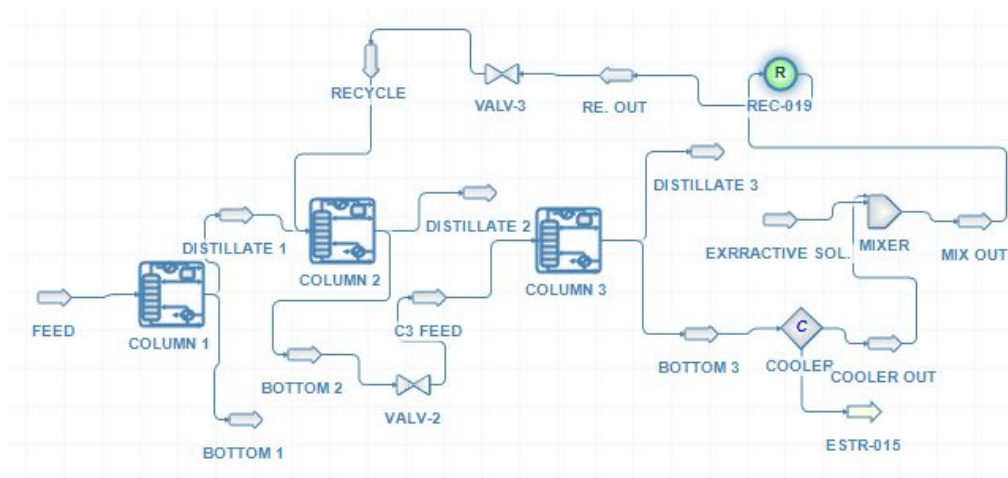 R
RECYCLE
VALV-3
RE. OUT
REC-019
DISTILLATE 3
DISTILLATE 1
DISTILLATE 2
EXRRACTIVE SOL.
MIXER
MIX OUT
COLUMN 2
COLUMN 3
FEED
COLUMN 1
C3 FEED
C
BOTTOM 2
BOTTOM 3
COOLER
COOLER OUT
VALV-2
BOTTOM 1
ESTR-015